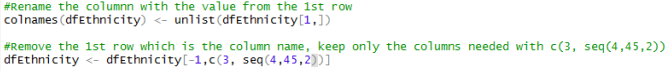 #Rename the columnn with the value from the 1st row
colnames(dfEthnicity) <- unlist(dfEthnicity[1,])
#Remove the 1st row which is the column name, keep only the columns needed with c(3, seq(4,45,2))
dfEthnicity <- dfEthnicity[-1,c(3, seq(4,45,2))]